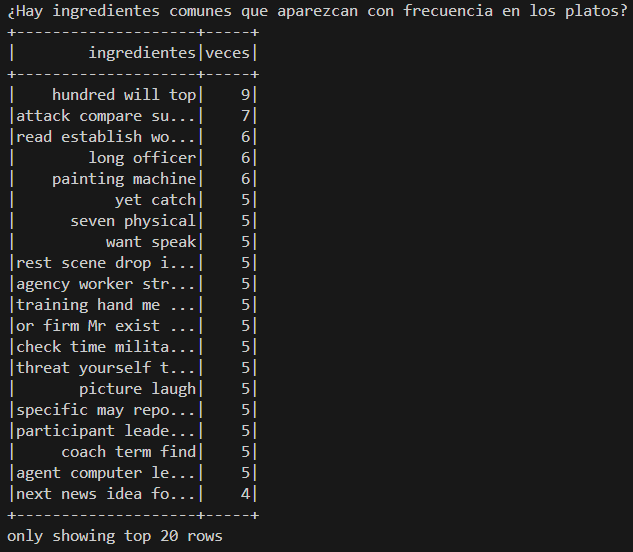 ¿Hay ingredientes comunes que aparezcan con frecuencia en los platos?
+--------------------+-----+
|        ingredientes|veces|
+--------------------+-----+
|    hundred will top|    9|
|attack compare su...|    7|
|read establish wo...|    6|
|        long officer|    6|
|    painting machine|    6|
|           yet catch|    5|
|      seven physical|    5|
|          want speak|    5|
|rest scene drop i...|    5|
|agency worker str...|    5|
|training hand me ...|    5|
|or firm Mr exist ...|    5|
|check time milita...|    5|
|threat yourself t...|    5|
|       picture laugh|    5|
|specific may repo...|    5|
|participant leade...|    5|
|     coach term find|    5|
|agent computer le...|    5|
|next news idea fo...|    4|
+--------------------+-----+
only showing top 20 rows